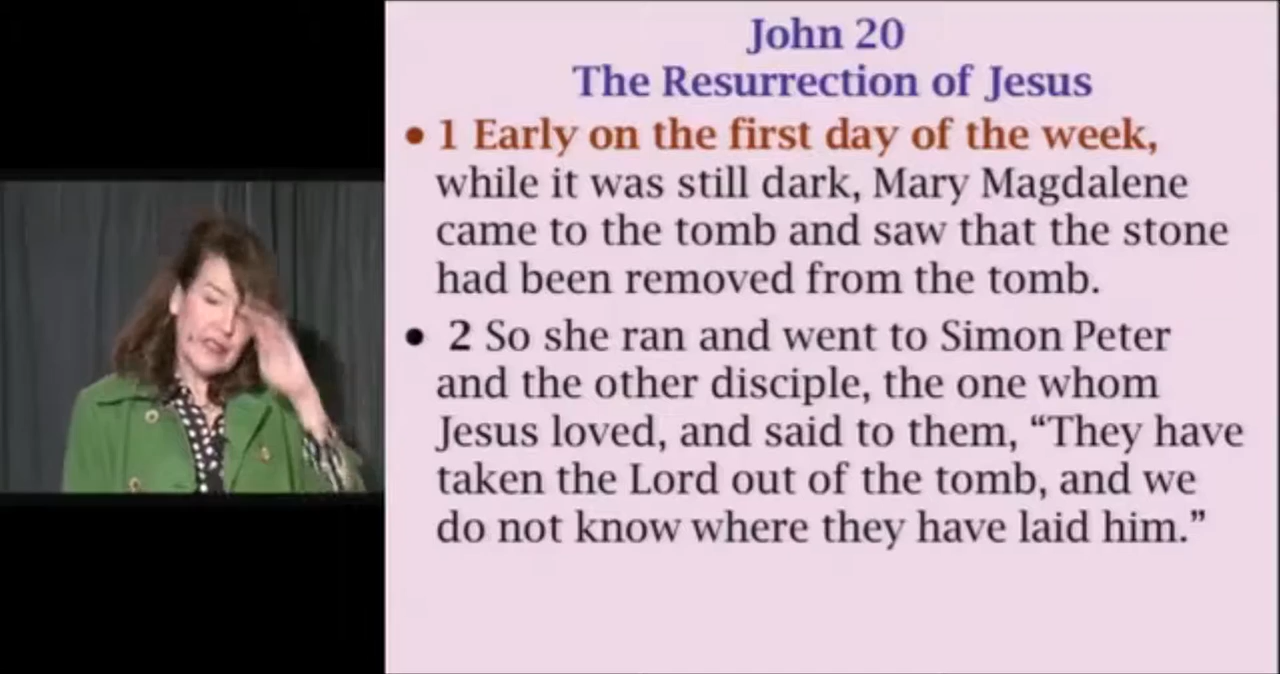 John 20
The Resurrection of Jesus
• 1 Early on the first day of the week,
while it was still dark, Mary Magdalene
came to the tomb and saw that the stone
had been removed from the tomb.
• 2 So she ran and went to Simon Peter
and the other disciple, the one whom
Jesus loved, and said to them, “They have
taken the Lord out of the tomb, and we
do not know where they have laid him.”